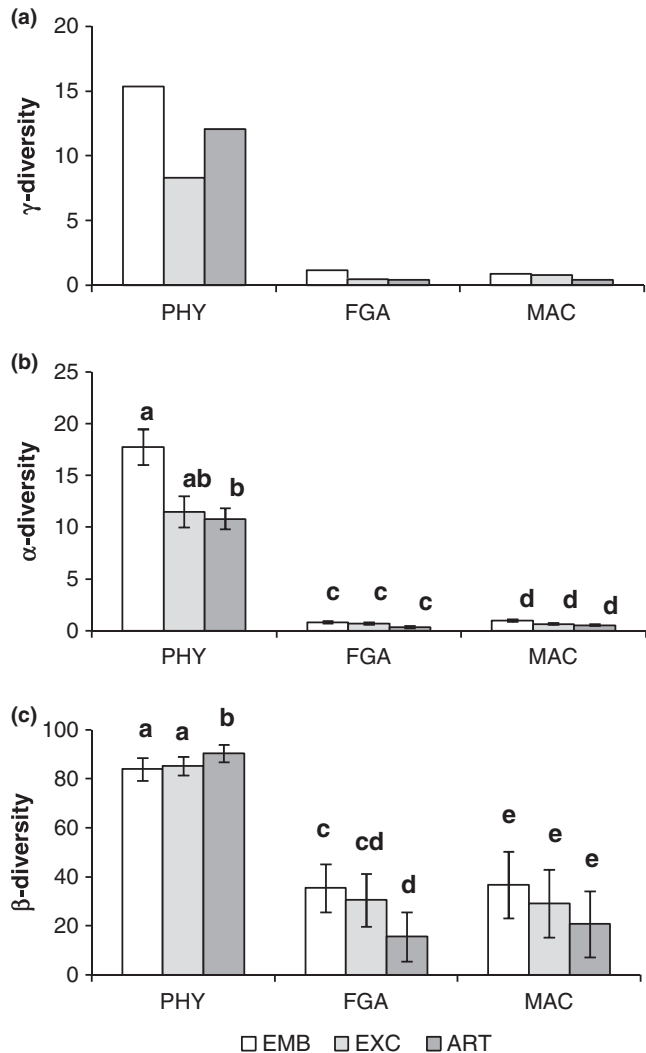 (a)
20
15
10
5
0
γ-diversity
PHY FGA MAC
(b)
25
20
15
10
5
0
α-diversity
a ab b c c c d d d
PHY FGA MAC
(c)
100
80
60
40
20
0
β-diversity
a a b c cd d e e e
PHY FGA MAC
EMB EXC ART